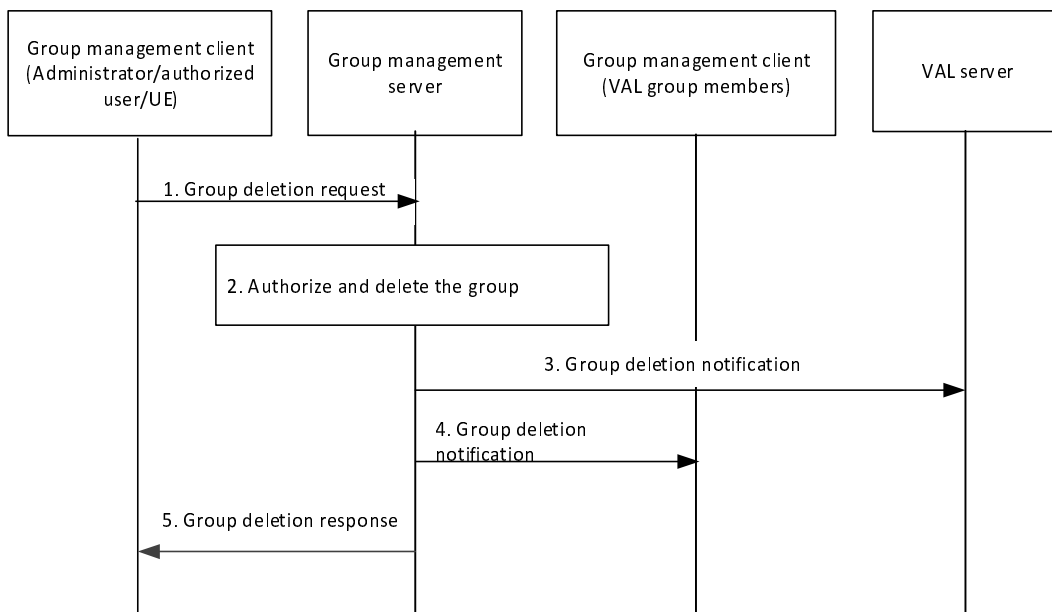 Group management client
(Administrator/authorized
user/UE)
Group management
server
Group management client
(VAL group members)
VAL server
1. Group deletion request
2. Authorize and delete the group
3. Group deletion notification
4. Group deletion
notification
5. Group deletion response